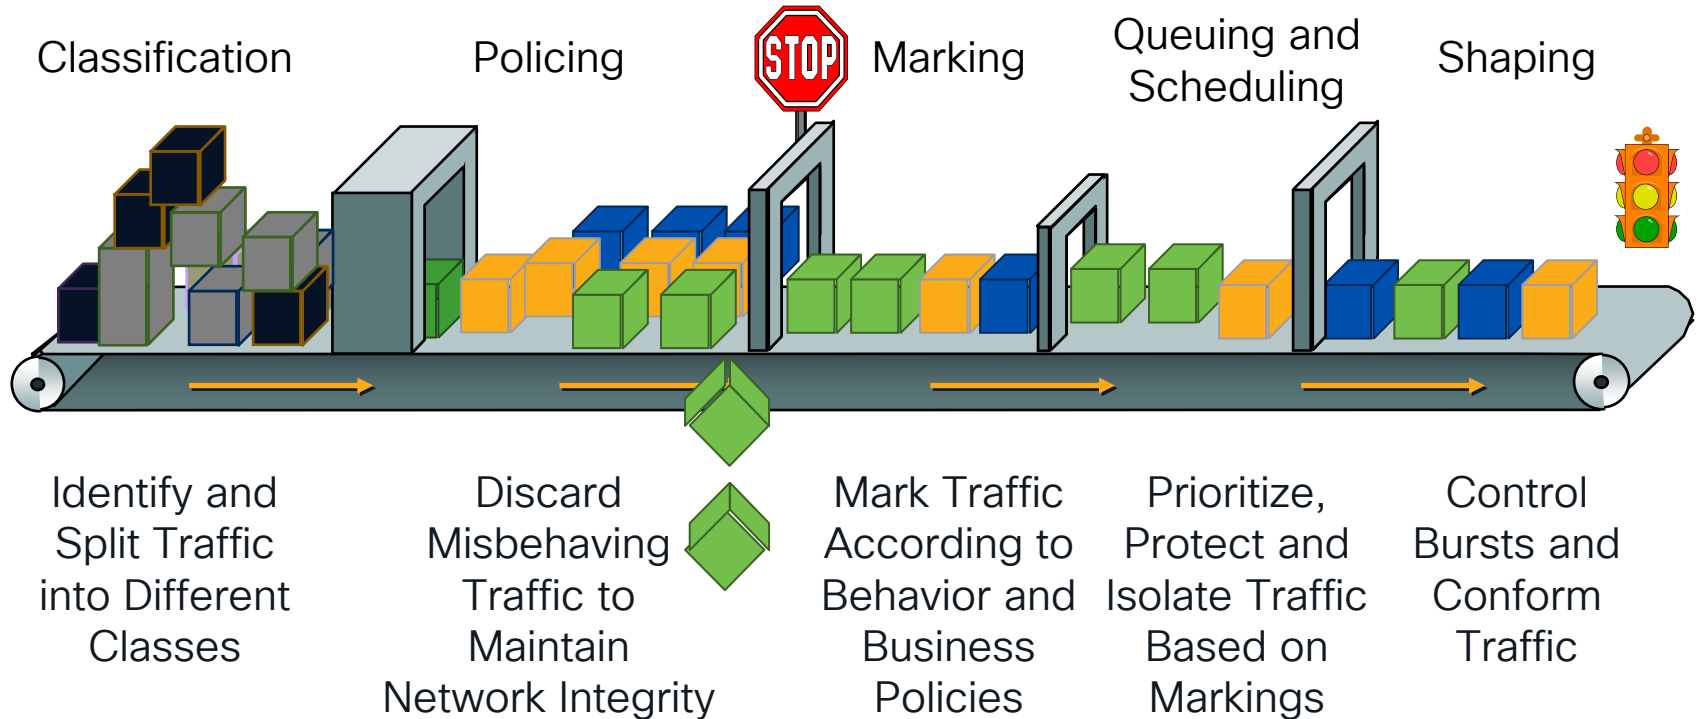 Classification
Policing
STOP
Marking
Queuing and
Scheduling
Shaping
Identify and
Split Traffic
into Different
Classes
Discard
Misbehaving
Traffic to
Maintain
Network Integrity
Mark Traffic
According to
Behavior and
Business
Policies
Prioritize,
Protect and
Isolate Traffic
Based on
Markings
Control
Bursts and
Conform
Traffic